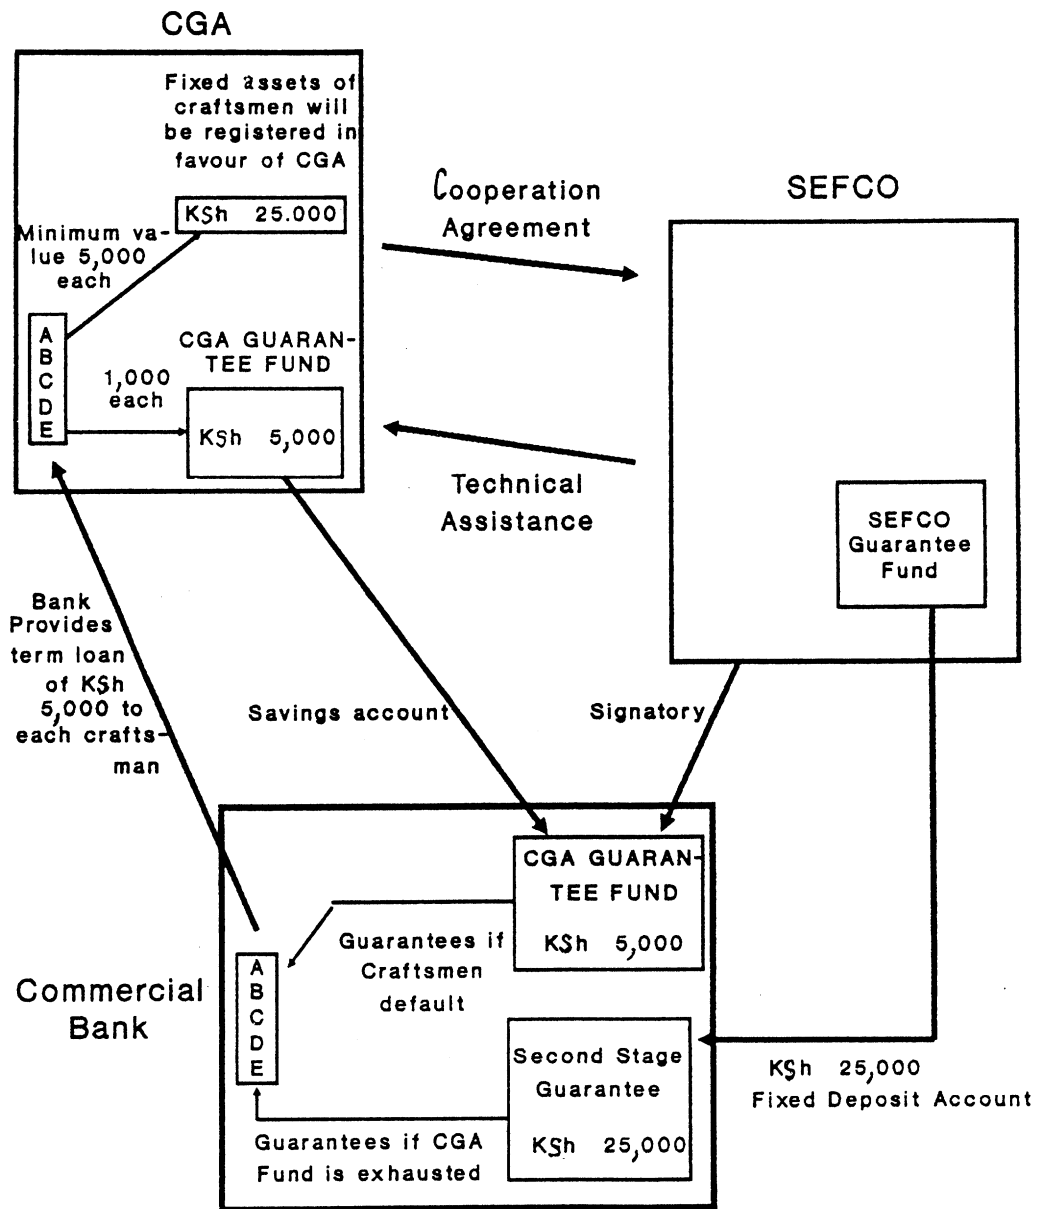 CGA
Fixed assets of
craftsmen will
be registered in
favour of CGA
KSh 25.000
Minimum va-
lue 5,000
each
A
B
C
D
E
1,000
each
CGA GUARAN-
TEE FUND
KSh 5,000
Cooperation
Agreement
Technical
Assistance
SEFCO
SEFCO
Guarantee
Fund
Bank
Provides
term loan
of KSh
5,000 to
each crafts-
man
Savings account
Signatory
Commercial
Bank
CGA GUARAN-
TEE FUND
KSh 5,000
Guarantees if
Craftsmen
default
A
B
C
D
E
Second Stage
Guarantee
KSh 25,000
Guarantees if CGA
Fund is exhausted
KSh 25,000
Fixed Deposit Account